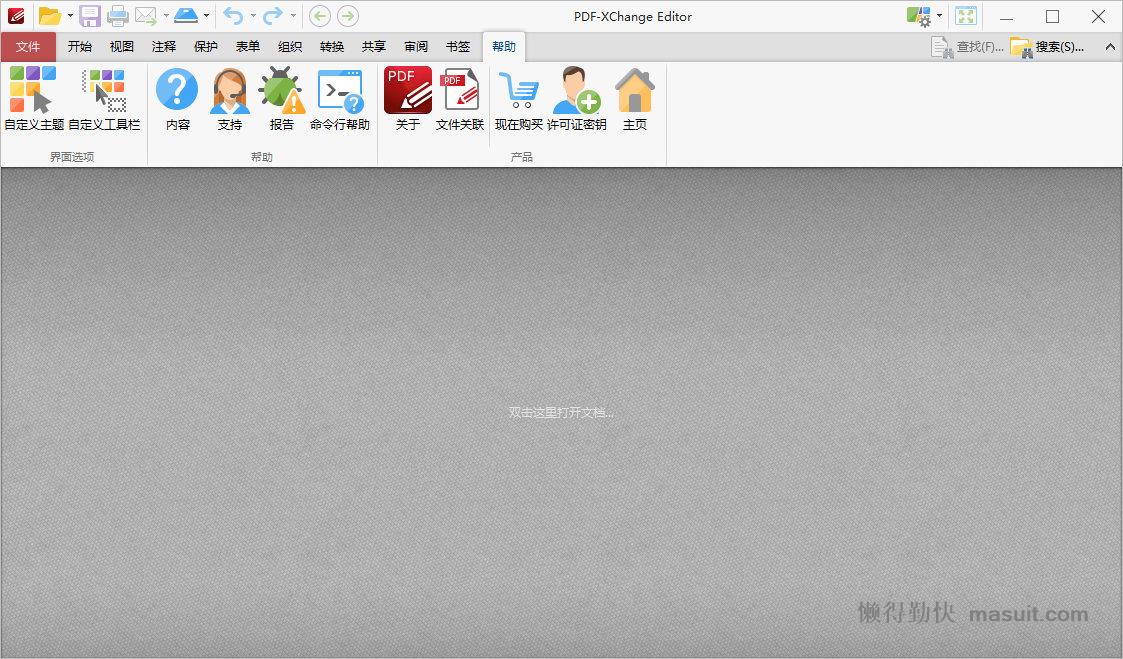 PDF-XChange Editor
文件 开始 视图 注释 保护 表单 组织 转换 共享 审阅 书签 帮助 查找(F)... 搜索(S)...
PDF PDF
自定义主题 自定义工具栏 内容 支持 报告 命令行帮助 关于 文件关联 现在购买 许可证密钥 主页
界面选项 帮助 产品
双击这里打开文档...
懒得勤快 masuit.com